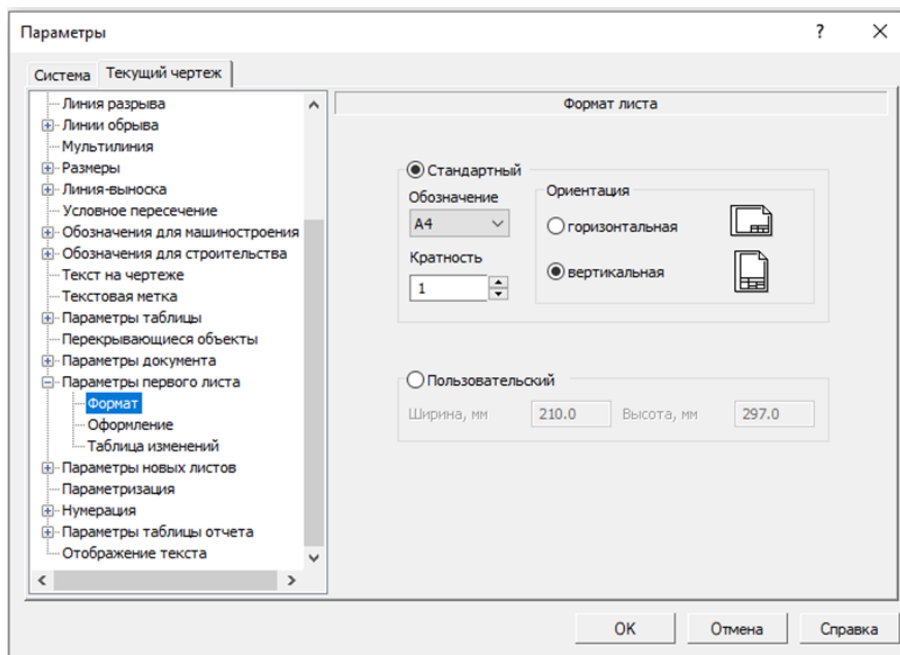 Параметры
?
Система
Текущий чертеж
Линия разрыва
Линии обрыва
Мультилиния
Размеры
Линия-выноска
Условное пересечение
Обозначения для машиностроения
Обозначения для строительства
Текст на чертеже
Текстовая метка
Параметры таблицы
Перекрывающиеся объекты
Параметры документа
Параметры первого листа
Формат
Оформление
Таблица изменений
Параметры новых листов
Параметризация
Нумерация
Параметры таблицы отчета
Отображение текста
Формат листа
Стандартный
Обозначение
A4
Кратность
1
Ориентация
горизонтальная
вертикальная
Пользовательский
Ширина, мм 210.0 Высота, мм 297.0
OK Отмена Справка